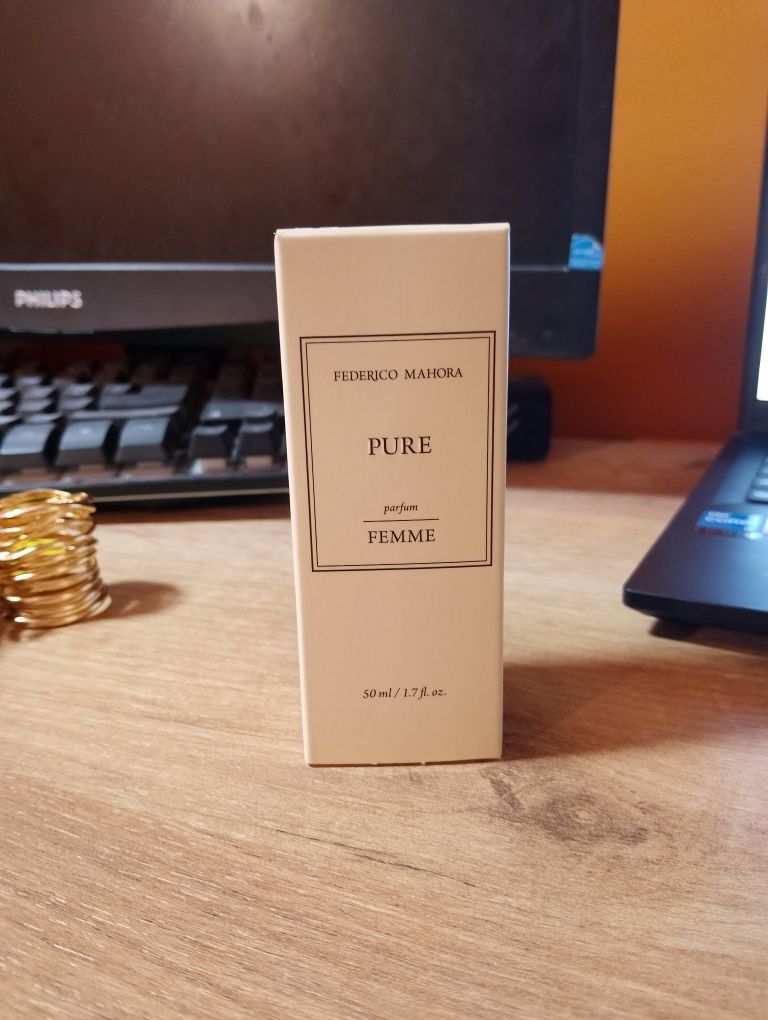 PHILIPS
FEDERICO MAHORA
PURE
parfum
FEMME
50 ml / 1.7 fl. oz.